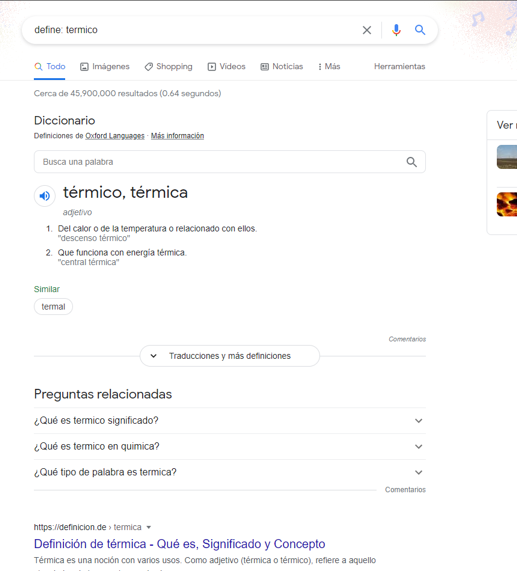 define: termico
Todo Imágenes Shopping Vídeos Noticias Más Herramientas
Cerca de 45,900,000 resultados (0.64 segundos)
Diccionario
Definiciones de Oxford Languages · Más información
Ver
Busca una palabra
térmico, térmica
adjetivo
1. Del calor o de la temperatura o relacionado con ellos.
"descenso térmico"
2. Que funciona con energía térmica.
"central térmica"
Similar
termal
Comentarios
Traducciones y más definiciones
Preguntas relacionadas
¿Qué es termico significado?
¿Qué es termico en quimica?
¿Qué tipo de palabra es termica?
Comentarios
https://definicion.de › termica
Definición de térmica - Qué es, Significado y Concepto
Térmica es una noción con varios usos. Como adjetivo (térmica o térmico), refiere a aquello